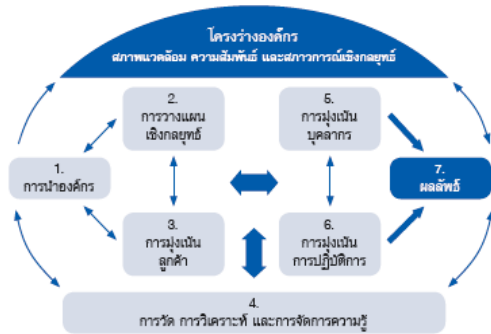 โครงร่างองค์กร
สภาพแวดล้อม ความสัมพันธ์ และสภาวการณ์เชิงกลยุทธ์
2.
การวางแผน
เชิงกลยุทธ์
5.
การมุ่งเน้น
บุคลากร
1.
การนำองค์กร
7.
ผลลัพธ์
3.
การมุ่งเน้น
ลูกค้า
6.
การมุ่งเน้น
การปฏิบัติการ
4.
การวัด การวิเคราะห์ และการจัดการความรู้